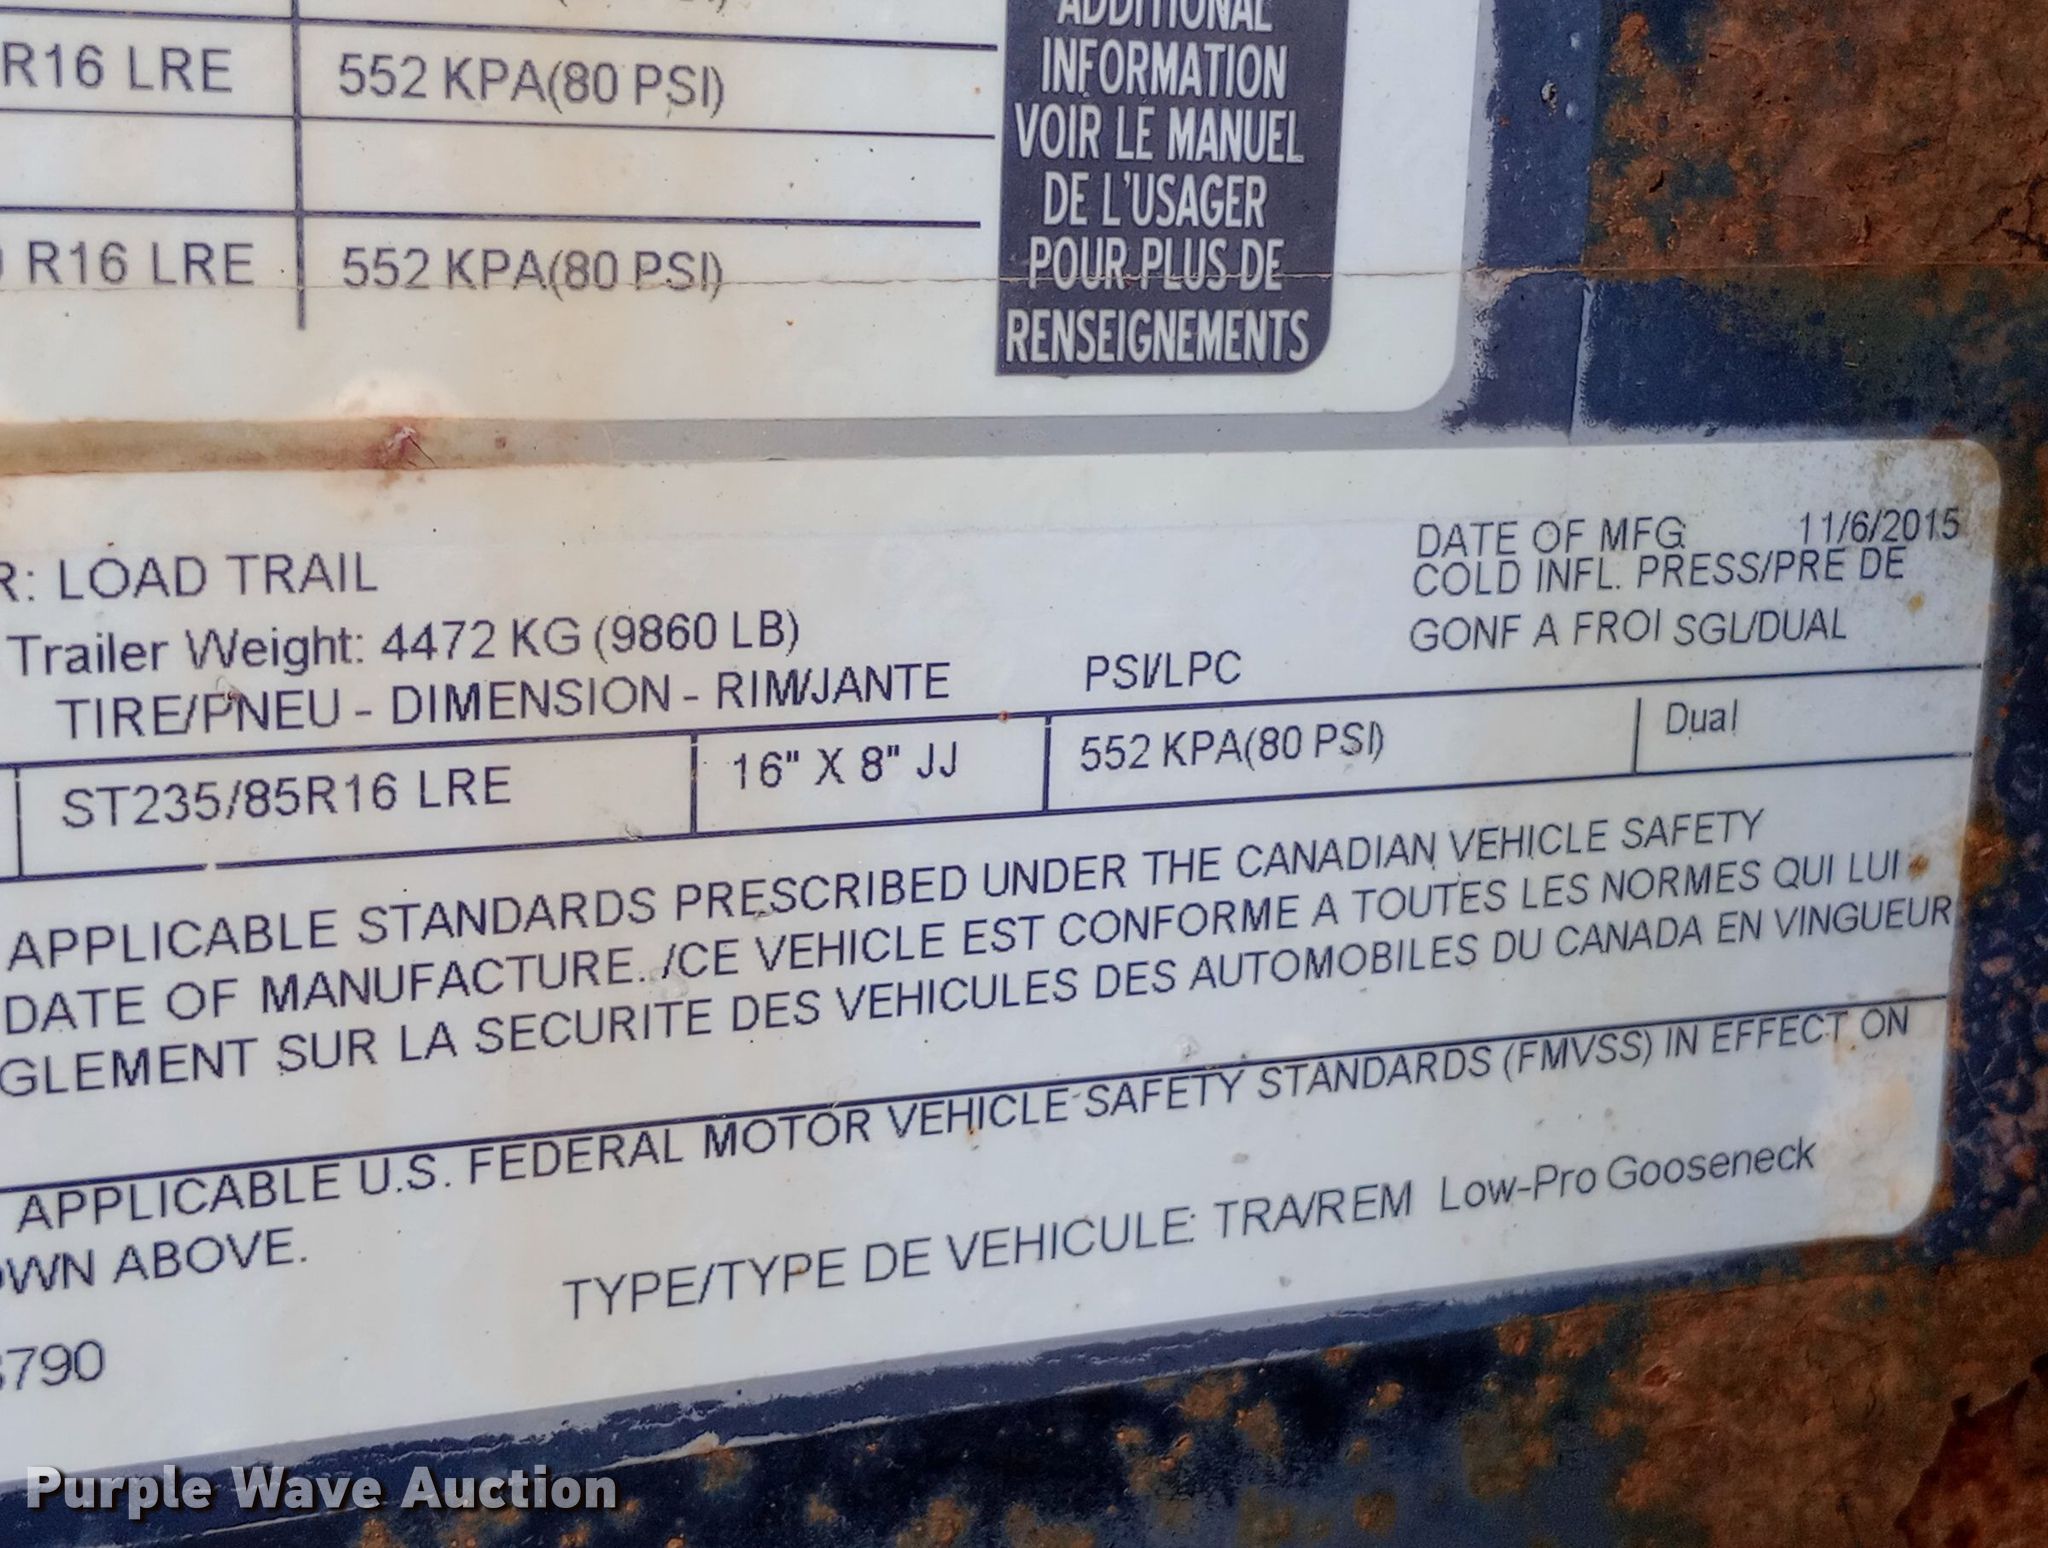 ADDITIONAL
INFORMATION
VOIR LE MANUEL
DE L'USAGER
POUR PLUS DE
RENSEIGNEMENTS
R16 LRE 552 KPA(80 PSI)
R16 LRE 552 KPA(80 PSI)
DATE OF MFG 11/6/2015
R: LOAD TRAIL COLD INFL. PRESS/PRE DE
Trailer Weight: 4472 KG (9860 LB) GONF A FROI SGL/DUAL
TIRE/PNEU - DIMENSION - RIM/JANTE PSI/LPC
ST235/85R16 LRE 16" X 8" JJ 552 KPA(80 PSI) Dual
APPLICABLE STANDARDS PRESCRIBED UNDER THE CANADIAN VEHICLE SAFETY
DATE OF MANUFACTURE. /CE VEHICLE EST CONFORME A TOUTES LES NORMES QUI LUI
GLEMENT SUR LA SECURITE DES VEHICULES DES AUTOMOBILES DU CANADA EN VINGUEUR
APPLICABLE U.S. FEDERAL MOTOR VEHICLE SAFETY STANDARDS (FMVSS) IN EFFECT ON
OWN ABOVE.
TYPE/TYPE DE VEHICULE: TRA/REM Low-Pro Gooseneck
790
Purple Wave Auction